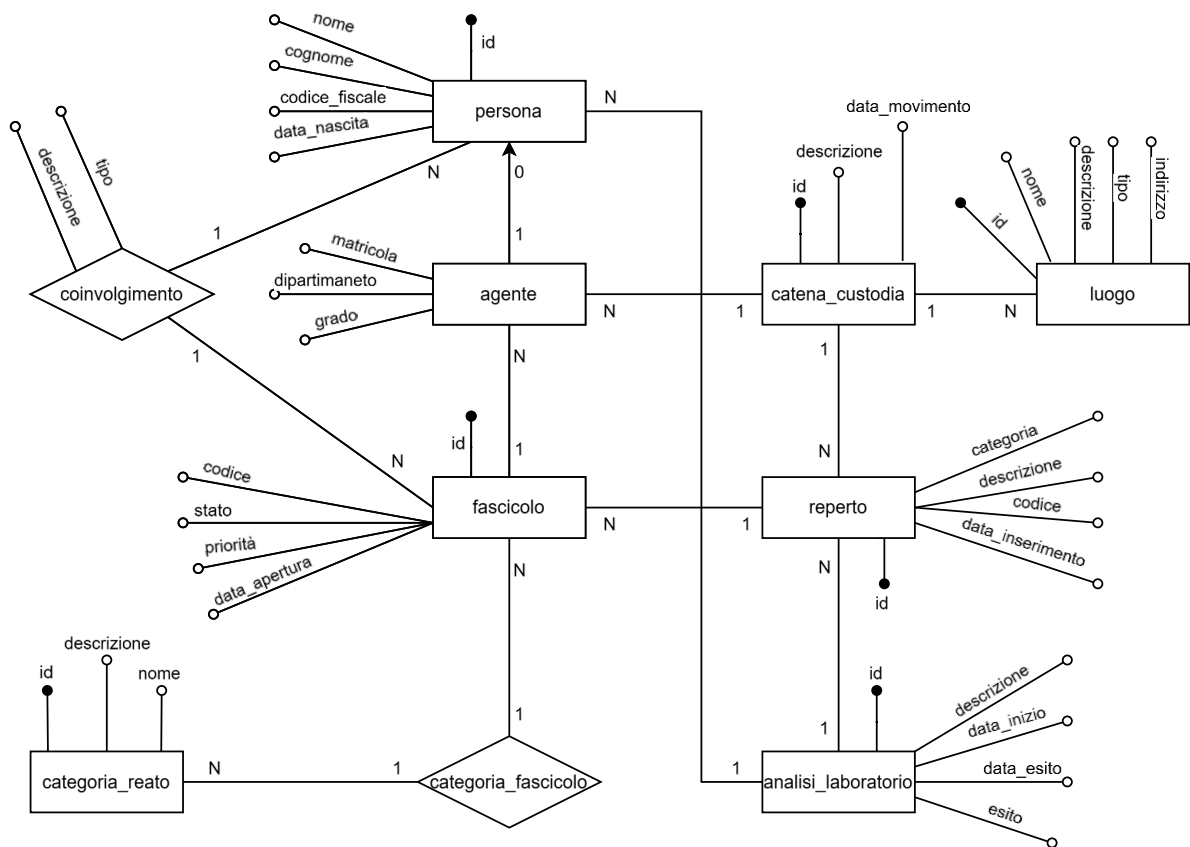 nome
id
cognome
codice_fiscale
data_nascita
persona
N
data_movimento
descrizione
tipo
N
0
descrizione
id
nome
descrizione
tipo
indirizzo
id
1
1
matricola
dipartimaneto
grado
coinvolgimento
agente
N
1
catena_custodia
1
N
luogo
1
N
1
id
N
1
N
categoria
descrizione
codice
data_inserimento
codice
stato
priorità
data_apertura
fascicolo
N
1
reperto
N
N
id
descrizione
id
nome
id
descrizione
data_inizio
data_esito
esito
1
1
categoria_reato
N
1
categoria_fascicolo
1
analisi_laboratorio